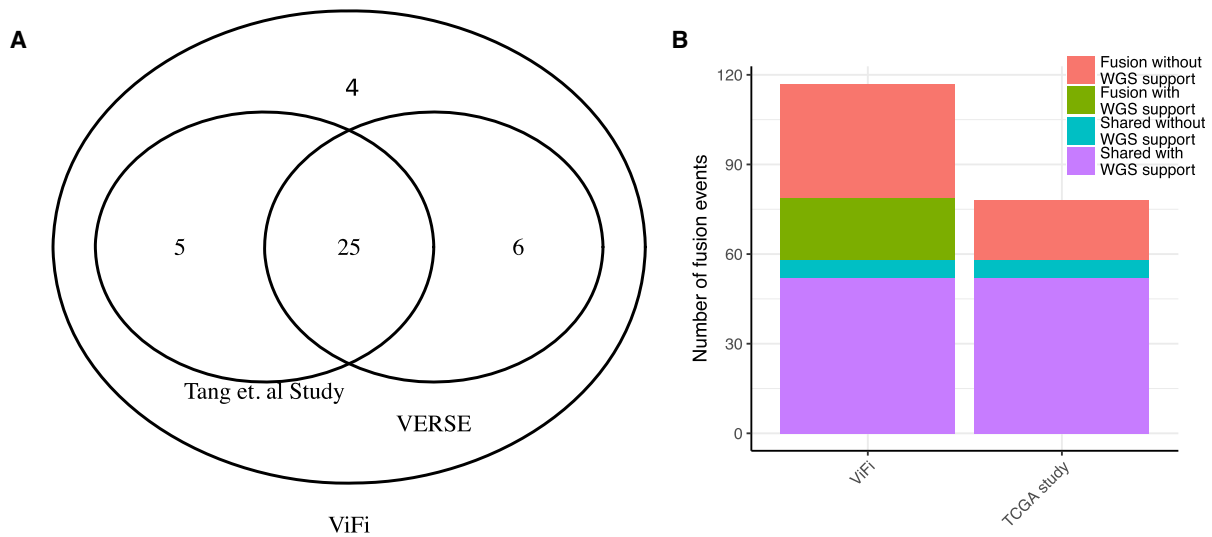 A
4
5
25
6
Tang et. al Study
VERSE
ViFi
B
Number of fusion events
120
90
60
30
0
ViFi
TCGA study
Fusion without
WGS support
Fusion with
WGS support
Shared without
WGS support
Shared with
WGS support